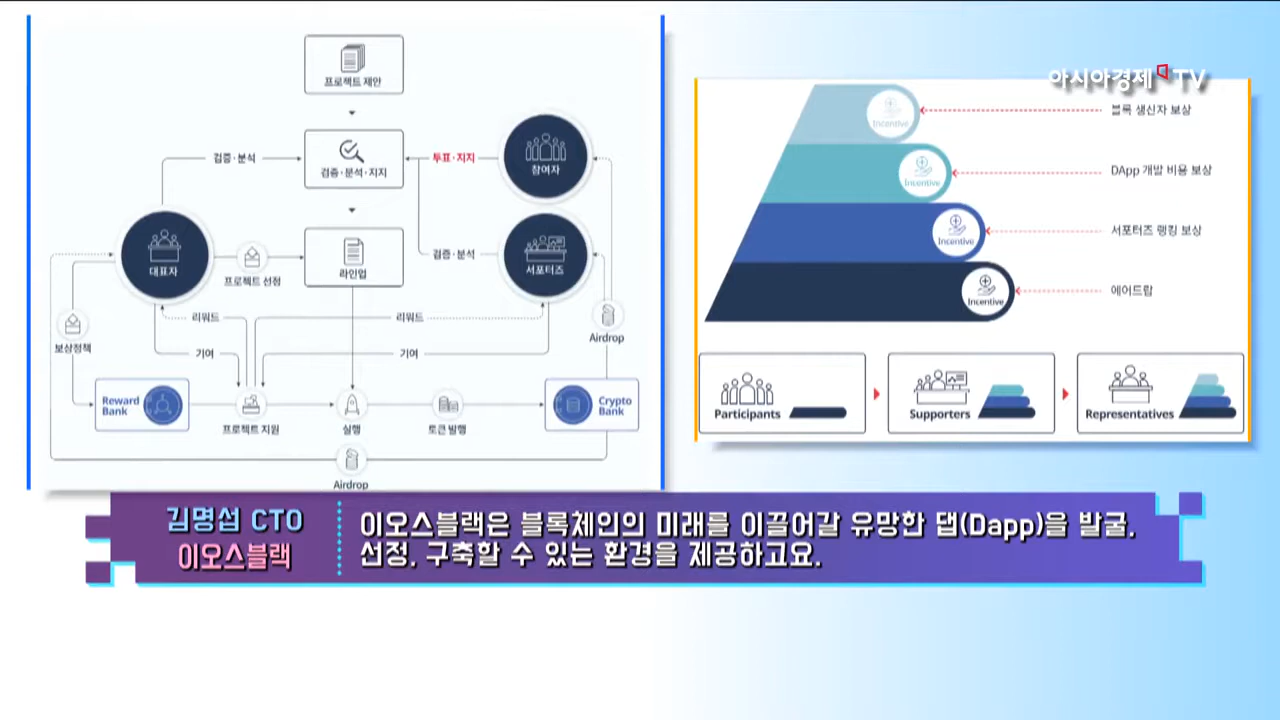 아시아경제 TV
프로젝트 제안
검증·분석
검증·분석·지지
투표·지지
참여자
대표자
프로젝트 선정
라인업
검증·분석
서포터즈
리워드
리워드
기여
기여
보상정책
Airdrop
Reward
Bank
프로젝트 지원
실행
토큰 발행
Crypto
Bank
Airdrop
Incentive
블록 생신자 보상
Incentive
DApp 개발 비용 보상
Incentive
서포터즈 랭킹 보상
Incentive
에어드랍
Participants
Supporters
Representatives
김명섭 CTO
이오스블랙
이오스블랙은 블록체인의 미래를 이끌어갈 유망한 댑(Dapp)을 발굴,
선정, 구축할 수 있는 환경을 제공하고요.